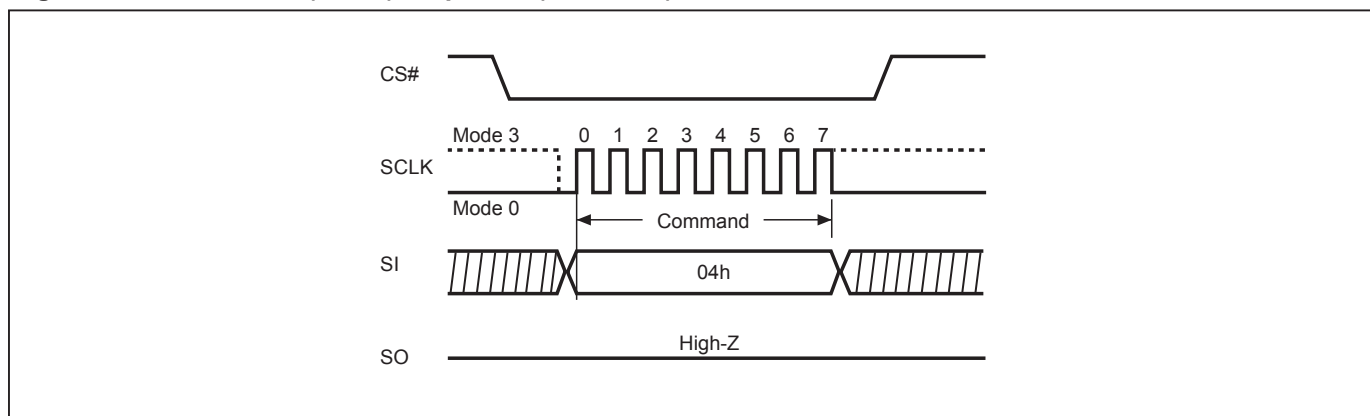 CS#
Mode 3 0 1 2 3 4 5 6 7
SCLK
Mode 0
Command
SI
04h
High-Z
SO